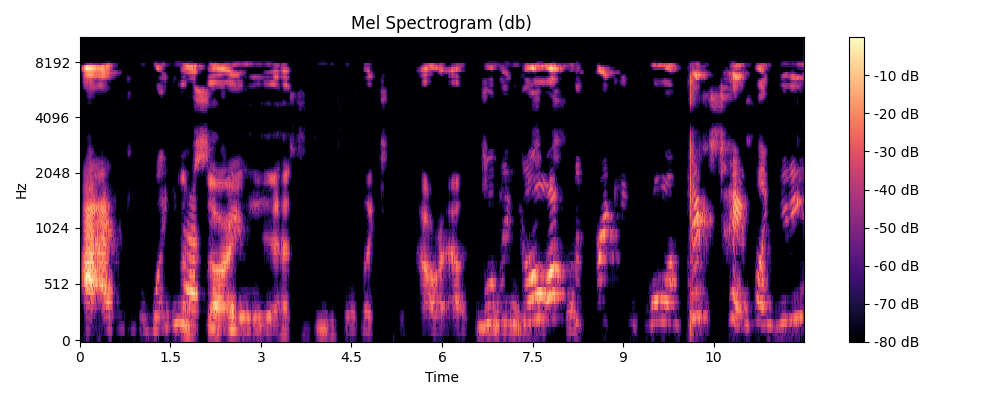 Mel Spectrogram (db)
8192
4096
2048
1024
512
0
Hz
0 1.5 3 4.5 6 7.5 9 10
Time
-10 dB
-20 dB
-30 dB
-40 dB
-50 dB
-60 dB
-70 dB
-80 dB